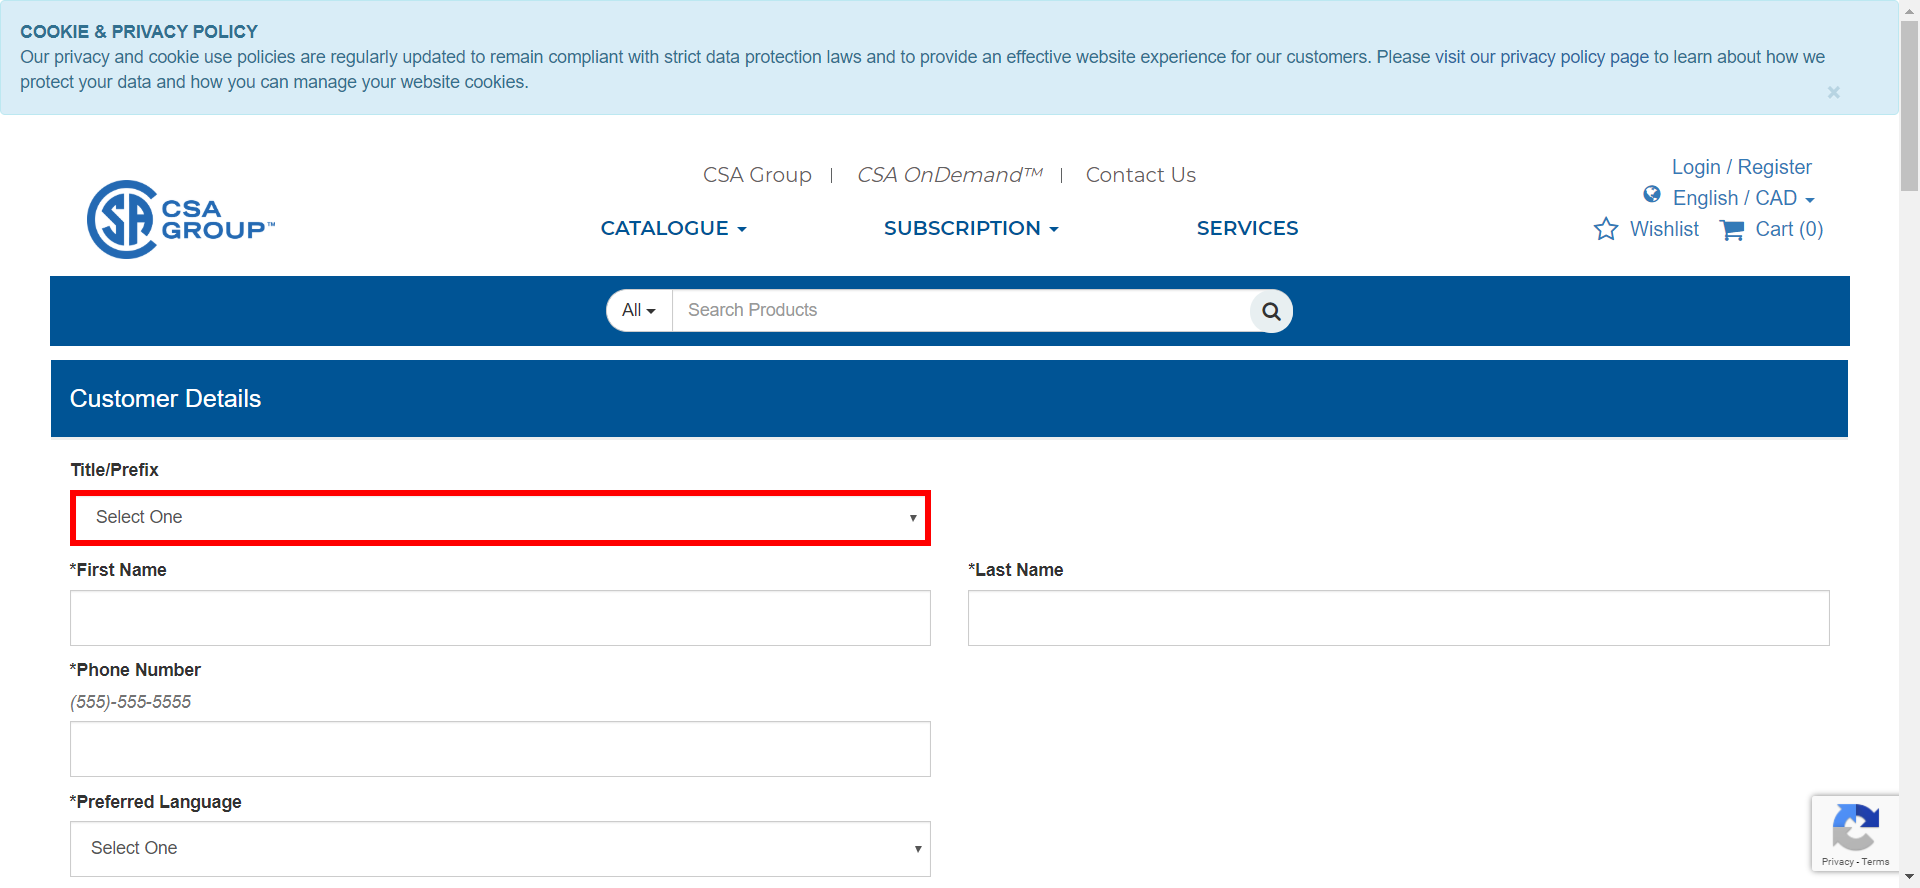 COOKIE & PRIVACY POLICY
Our privacy and cookie use policies are regularly updated to remain compliant with strict data protection laws and to provide an effective website experience for our customers. Please visit our privacy policy page to learn about how we
protect your data and how you can manage your website cookies.
×
CSA Group | CSA OnDemand™ | Contact Us
Login / Register
English / CAD
CSA
GROUP™
CATALOGUE SUBSCRIPTION SERVICES
Wishlist Cart (0)
All Search Products
Customer Details
Title/Prefix
Select One
*First Name *Last Name
*Phone Number
(555)-555-5555
*Preferred Language
Select One
Privacy - Terms